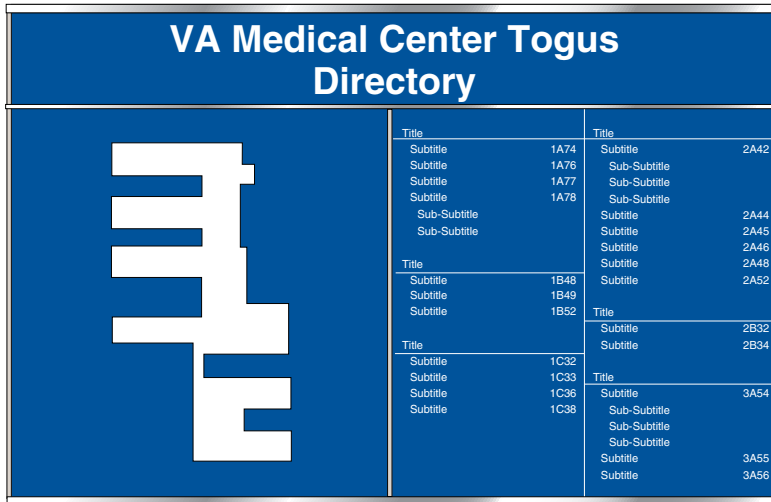 VA Medical Center Togus
Directory
Title
Subtitle 1A74
Subtitle 1A76
Subtitle 1A77
Subtitle 1A78
Sub-Subtitle
Sub-Subtitle
Title
Subtitle 1B48
Subtitle 1B49
Subtitle 1B52
Title
Subtitle 1C32
Subtitle 1C33
Subtitle 1C36
Subtitle 1C38
Title
Subtitle 2A42
Sub-Subtitle
Sub-Subtitle
Sub-Subtitle
Subtitle 2A44
Subtitle 2A45
Subtitle 2A46
Subtitle 2A48
Subtitle 2A52
Title
Subtitle 2B32
Subtitle 2B34
Title
Subtitle 3A54
Sub-Subtitle
Sub-Subtitle
Sub-Subtitle
Subtitle 3A55
Subtitle 3A56